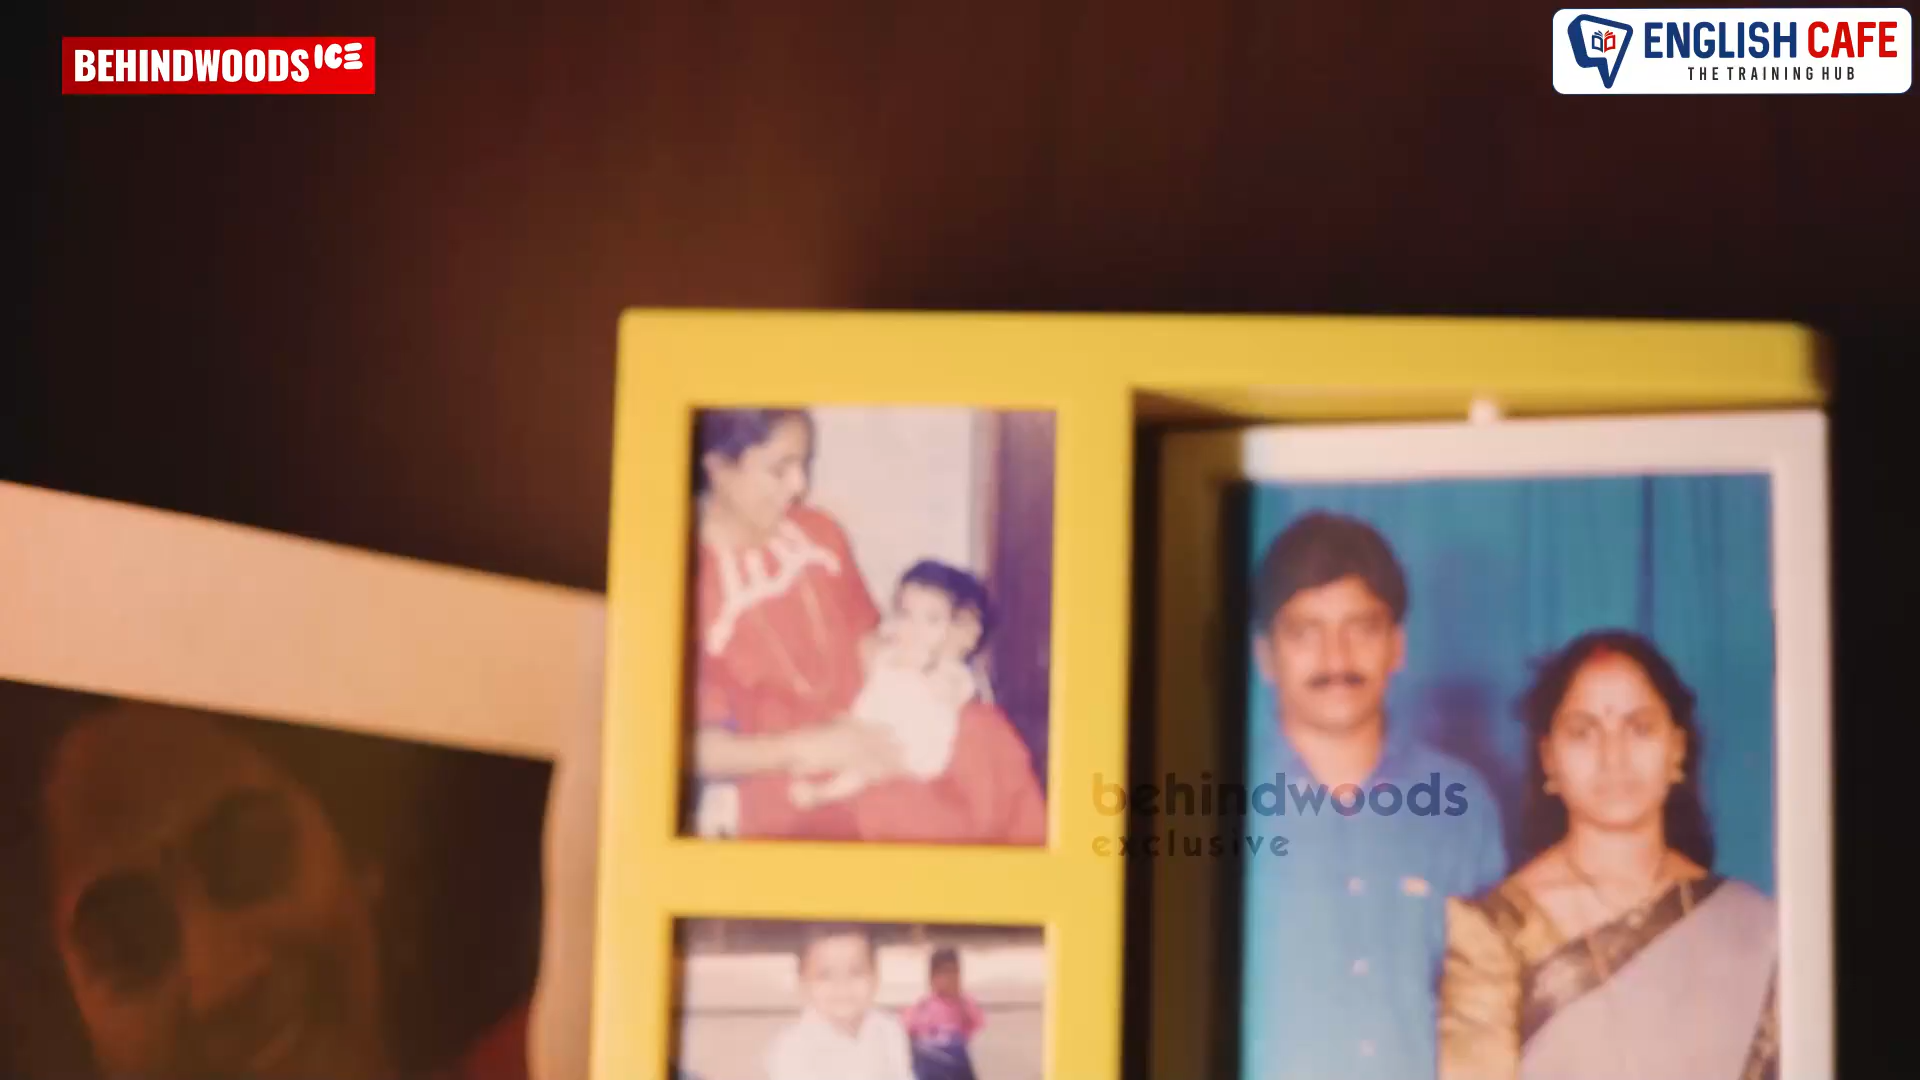 BEHINDWOODS ICE
ENGLISH CAFE
THE TRAINING HUB
behindwoods
exclusive